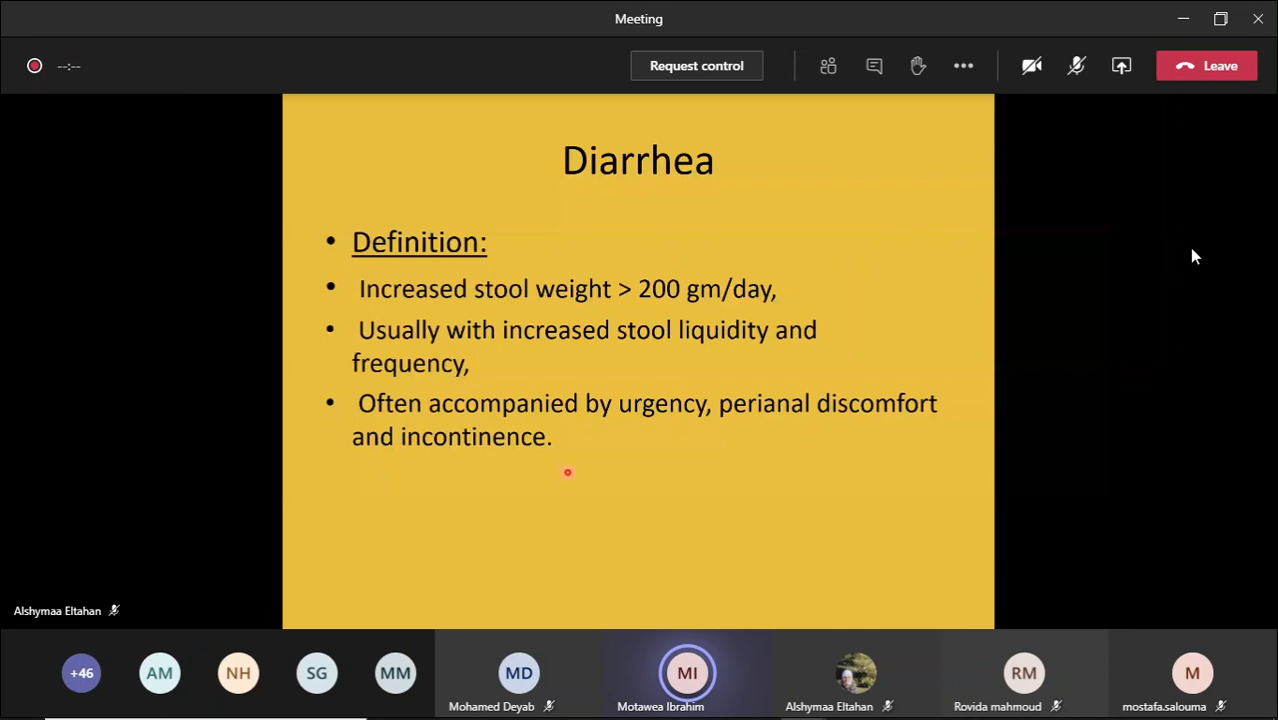 Meeting
--:--
Request control
Leave
Diarrhea
• Definition:
• Increased stool weight > 200 gm/day,
• Usually with increased stool liquidity and
frequency,
• Often accompanied by urgency, perianal discomfort
and incontinence.
Alshymaa Eltahan
+46
AM
NH
SG
MM
MD
MI
RM
M
Mohamed Deyab
Motawea Ibrahim
Alshymaa Eltahan
Rovida mahmoud
mostafa.salouma